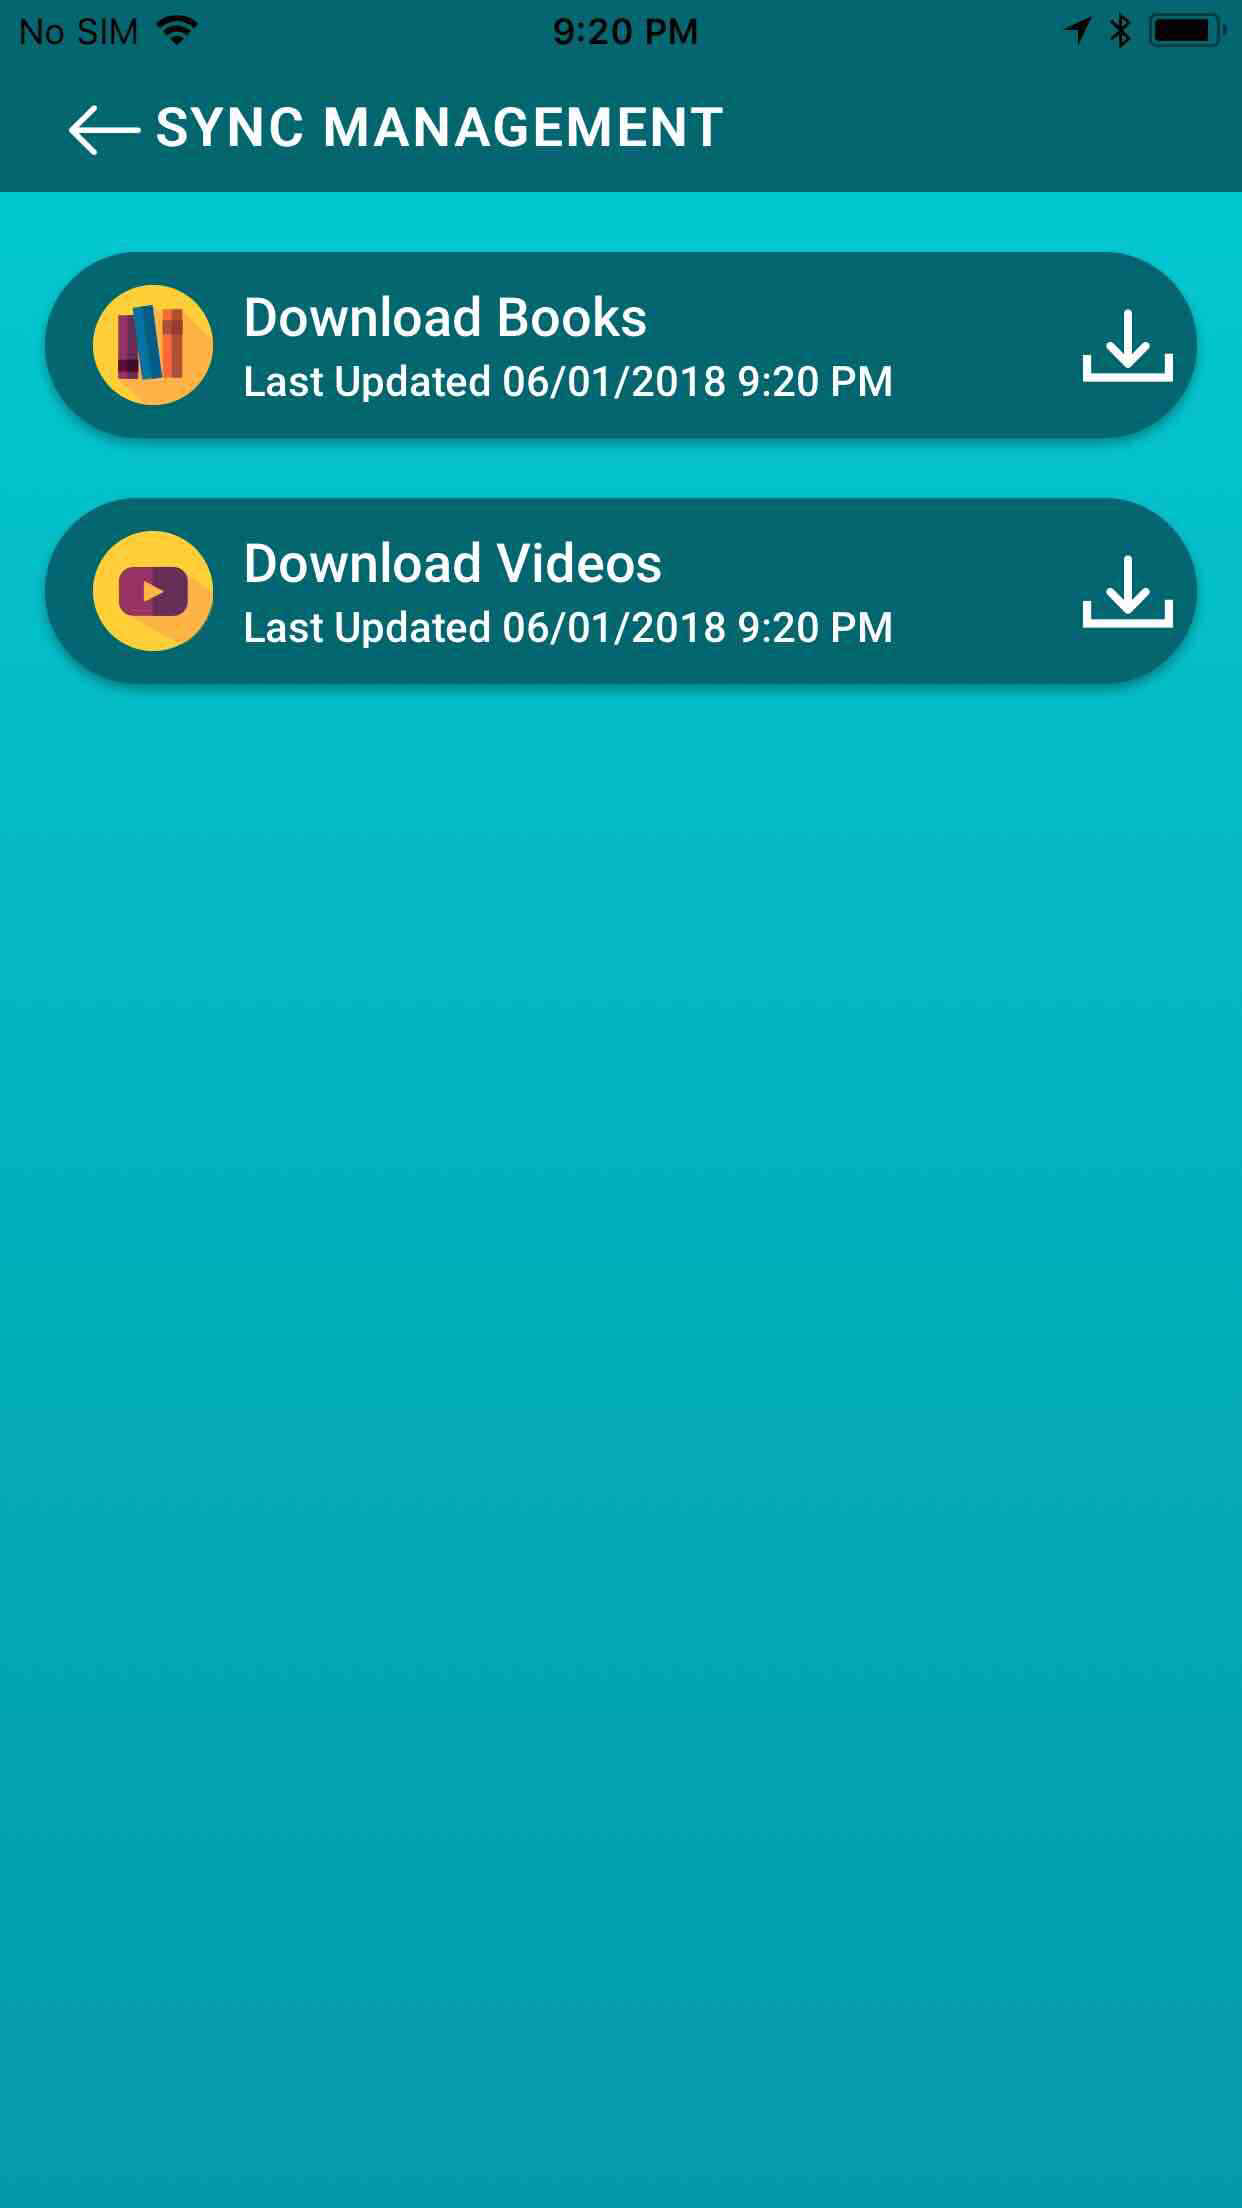 No SIM 9:20 PM
SYNC MANAGEMENT
Download Books
Last Updated 06/01/2018 9:20 PM
Download Videos
Last Updated 06/01/2018 9:20 PM